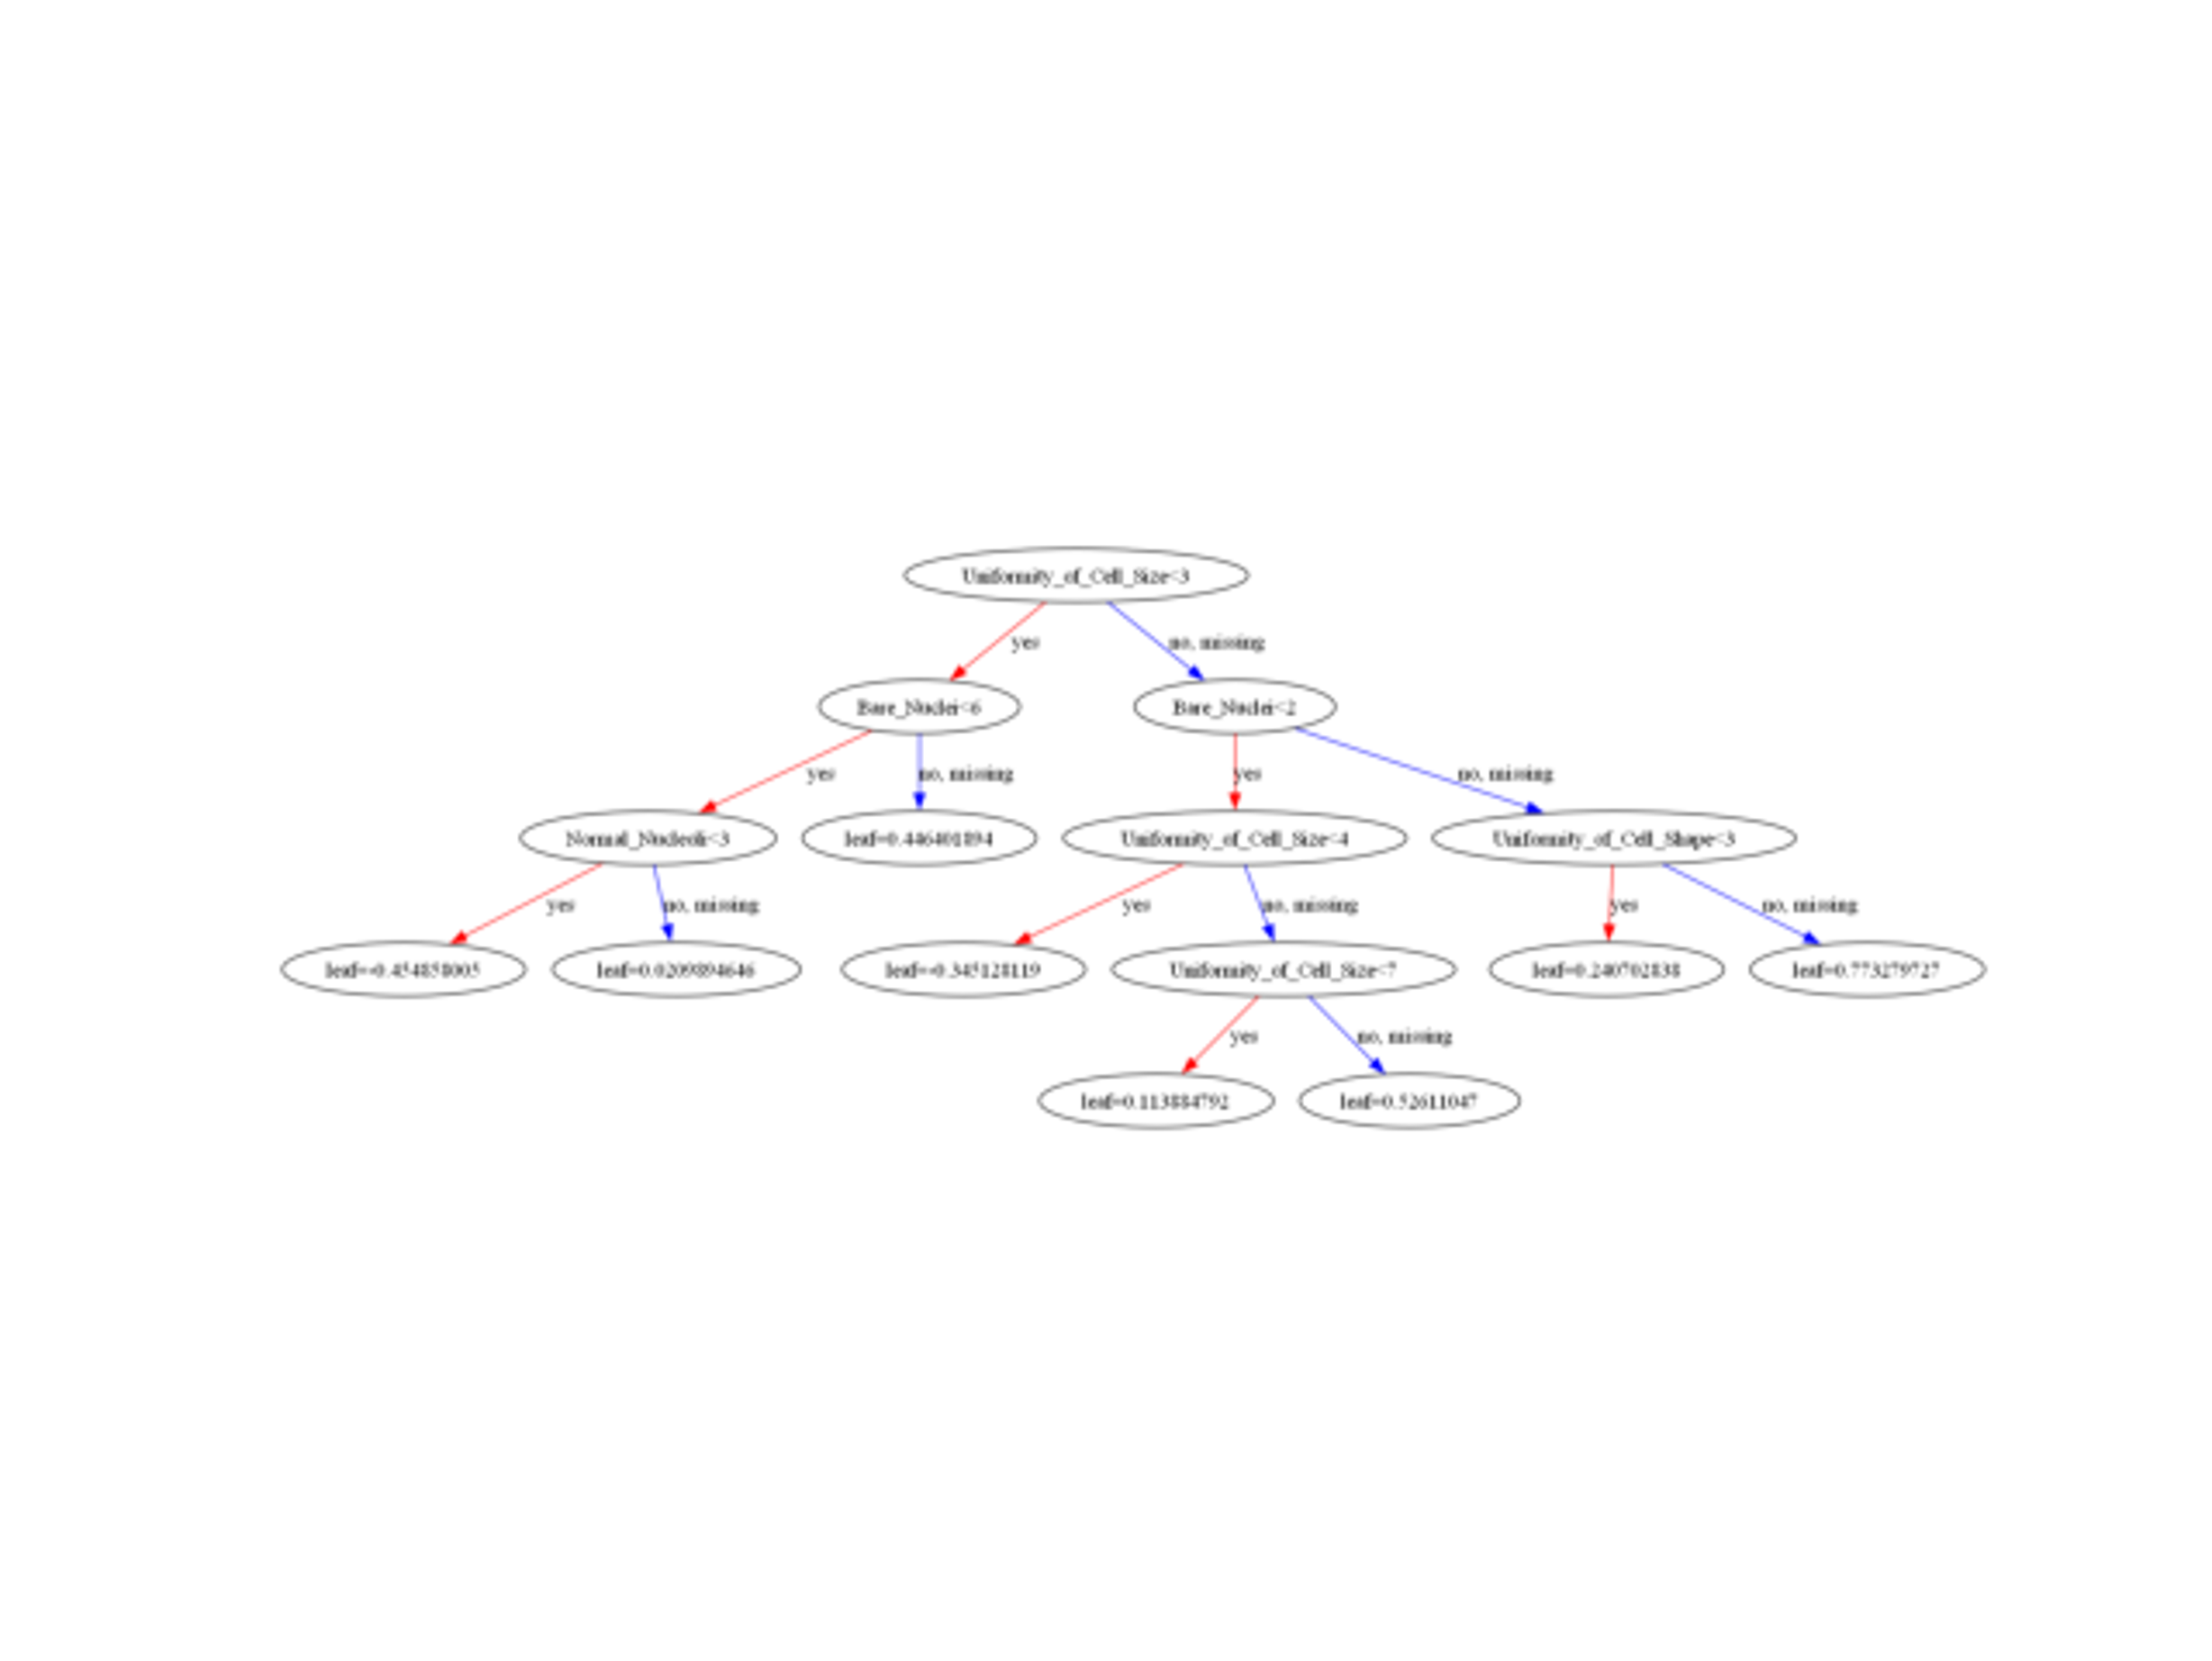 Uniformity_of_Cell_Size<3
yes
no, missing
Bare_Nuclei<6
Bare_Nuclei<2
yes
no, missing
yes
no, missing
Normal_Nucleoli<3
leaf=0.446401894
Uniformity_of_Cell_Size<4
Uniformity_of_Cell_Shape<3
yes
no, missing
yes
no, missing
yes
no, missing
leaf=-0.454858005
leaf=0.0209894646
leaf=-0.345128119
Uniformity_of_Cell_Size<7
leaf=0.240702838
leaf=0.773279727
yes
no, missing
leaf=0.113884792
leaf=0.52611047